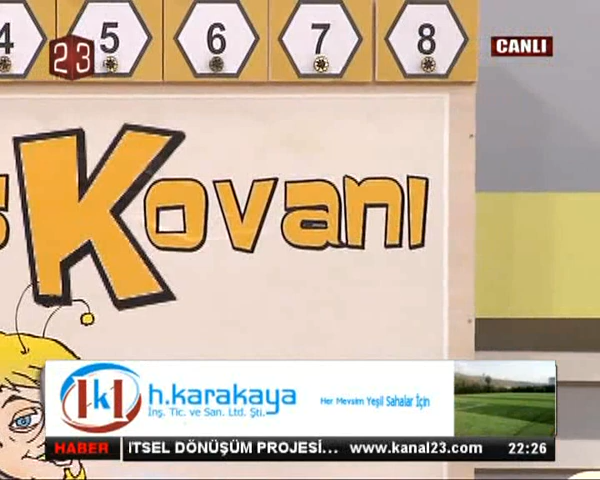 4 5 6 7 8
23
CANLI
s Kovanı
h.karakaya
İnş. Tic. ve San. Ltd. Şti.
Her Mevsim Yeşil Sahalar İçin
HABER İTSEL DÖNÜŞÜM PROJESİ... www.kanal23.com 22:26